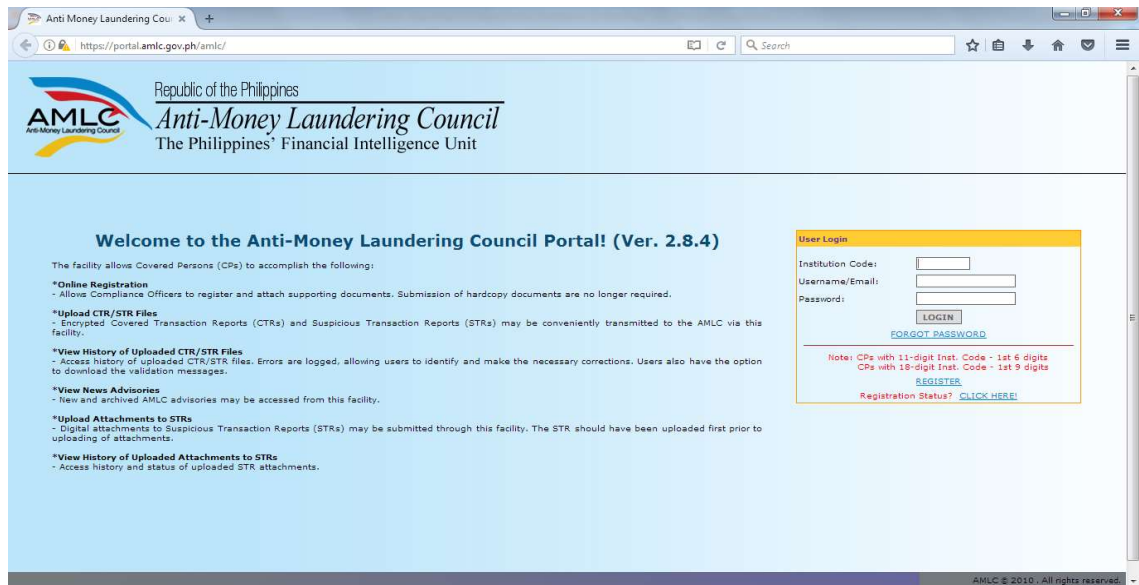 Anti Money Laundering Cou
https://portal.amlc.gov.ph/amlc/
Search
AMLC
Anti-Money Laundering Council
Republic of the Philippines
Anti-Money Laundering Council
The Philippines' Financial Intelligence Unit
Welcome to the Anti-Money Laundering Council Portal! (Ver. 2.8.4)
The facility allows Covered Persons (CPs) to accomplish the following:
*Online Registration
- Allows Compliance Officers to register and attach supporting documents. Submission of hardcopy documents are no longer required.
*Upload CTR/STR Files
- Encrypted Covered Transaction Reports (CTRs) and Suspicious Transaction Reports (STRs) may be conveniently transmitted to the AMLC via this
facility.
*View History of Uploaded CTR/STR Files
- Access history of uploaded CTR/STR files. Errors are logged, allowing users to identify and make the necessary corrections. Users also have the option
to download the validation messages.
*View News Advisories
- New and archived AMLC advisories may be accessed from this facility.
*Upload Attachments to STRs
- Digital attachments to Suspicious Transaction Reports (STRs) may be submitted through this facility. The STR should have been uploaded first prior to
uploading of attachments.
*View History of Uploaded Attachments to STRs
- Access history and status of uploaded STR attachments.
User Login
Institution Code:
Username/Email:
Password:
LOGIN
FORGOT PASSWORD
Note: CPs with 11-digit Inst. Code - 1st 6 digits
CPs with 18-digit Inst. Code - 1st 9 digits
REGISTER
Registration Status? CLICK HERE!
AMLC © 2010 . All rights reserved.